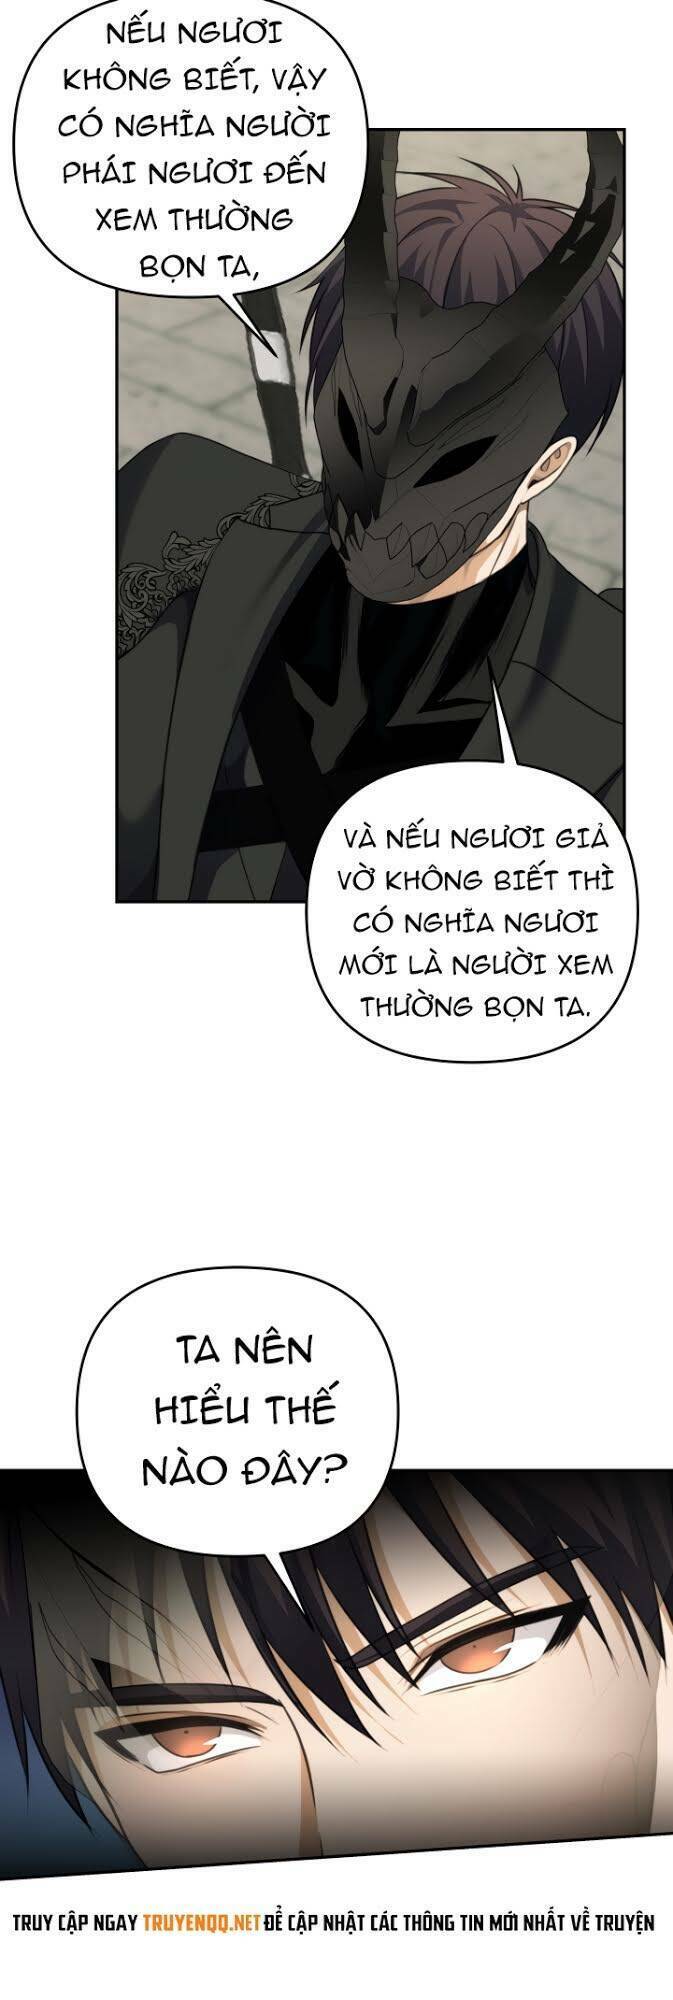 NẾU NGƯƠI
KHÔNG BIẾT, VẬY
CÓ NGHĨA NGƯỜI
PHÁI NGƯƠI ĐẾN
XEM THƯỜNG
BỌN TA,
VÀ NẾU NGƯƠI GIẢ
VỜ KHÔNG BIẾT THÌ
CÓ NGHĨA NGƯƠI
MỚI LÀ NGƯỜI XEM
THƯỜNG BỌN TA.
TA NÊN
HIỂU THẾ
NÀO ĐÂY?
TRUY CẬP NGAY TRUYENQQ.NET ĐỂ CẬP NHẬT CÁC THÔNG TIN MỚI NHẤT VỀ TRUYỆN